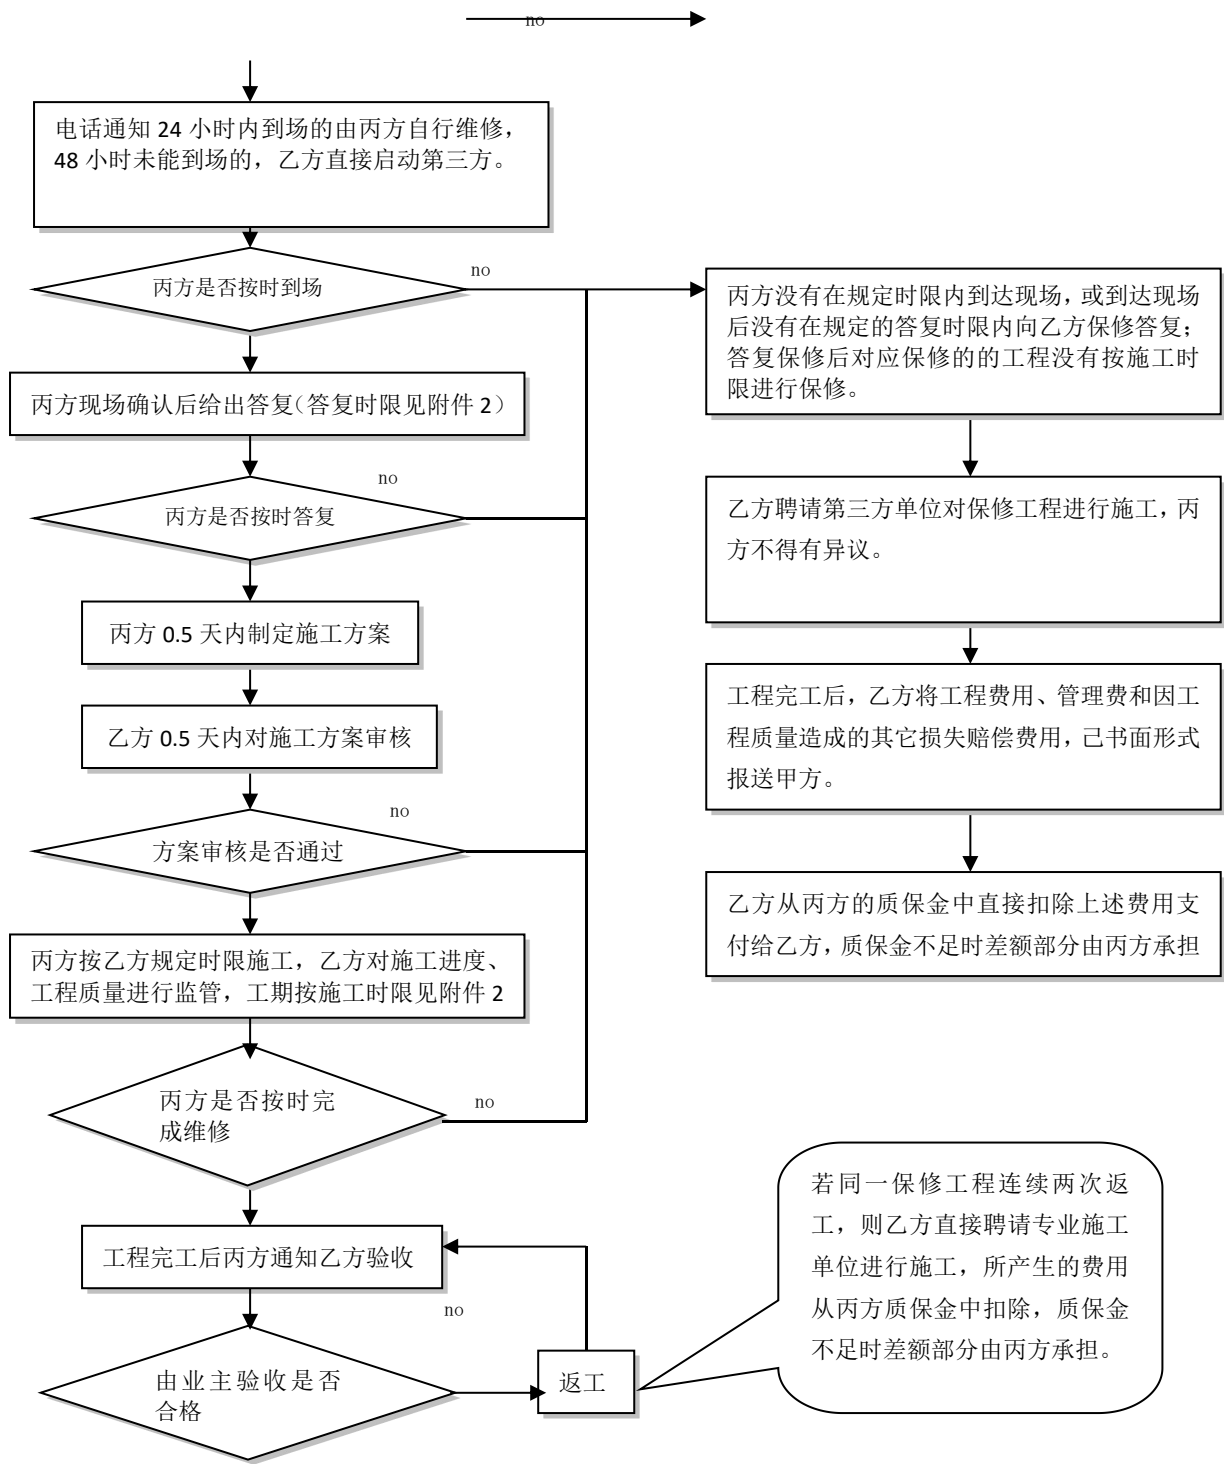 no
电话通知 24 小时内到场的由丙方自行维修，
48 小时未能到场的，乙方直接启动第三方。
丙方是否按时到场
no
丙方没有在规定时限内到达现场，或到达现场
后没有在规定的答复时限内向乙方保修答复；
答复保修后对应保修的的工程没有按施工时
限进行保修。
丙方现场确认后给出答复（答复时限见附件 2）
no
丙方是否按时答复
乙方聘请第三方单位对保修工程进行施工，丙
方不得有异议。
丙方 0.5 天内制定施工方案
乙方 0.5 天内对施工方案审核
工程完工后，乙方将工程费用、管理费和因工
程质量造成的其它损失赔偿费用，己书面形式
报送甲方。
no
方案审核是否通过
乙方从丙方的质保金中直接扣除上述费用支
付给乙方，质保金不足时差额部分由丙方承担
丙方按乙方规定时限施工，乙方对施工进度、
工程质量进行监管，工期按施工时限见附件 2
丙方是否按时完
成维修
no
工程完工后丙方通知乙方验收
no
由业主验收是否
合格
返工
若同一保修工程连续两次返
工，则乙方直接聘请专业施工
单位进行施工，所产生的费用
从丙方质保金中扣除，质保金
不足时差额部分由丙方承担。